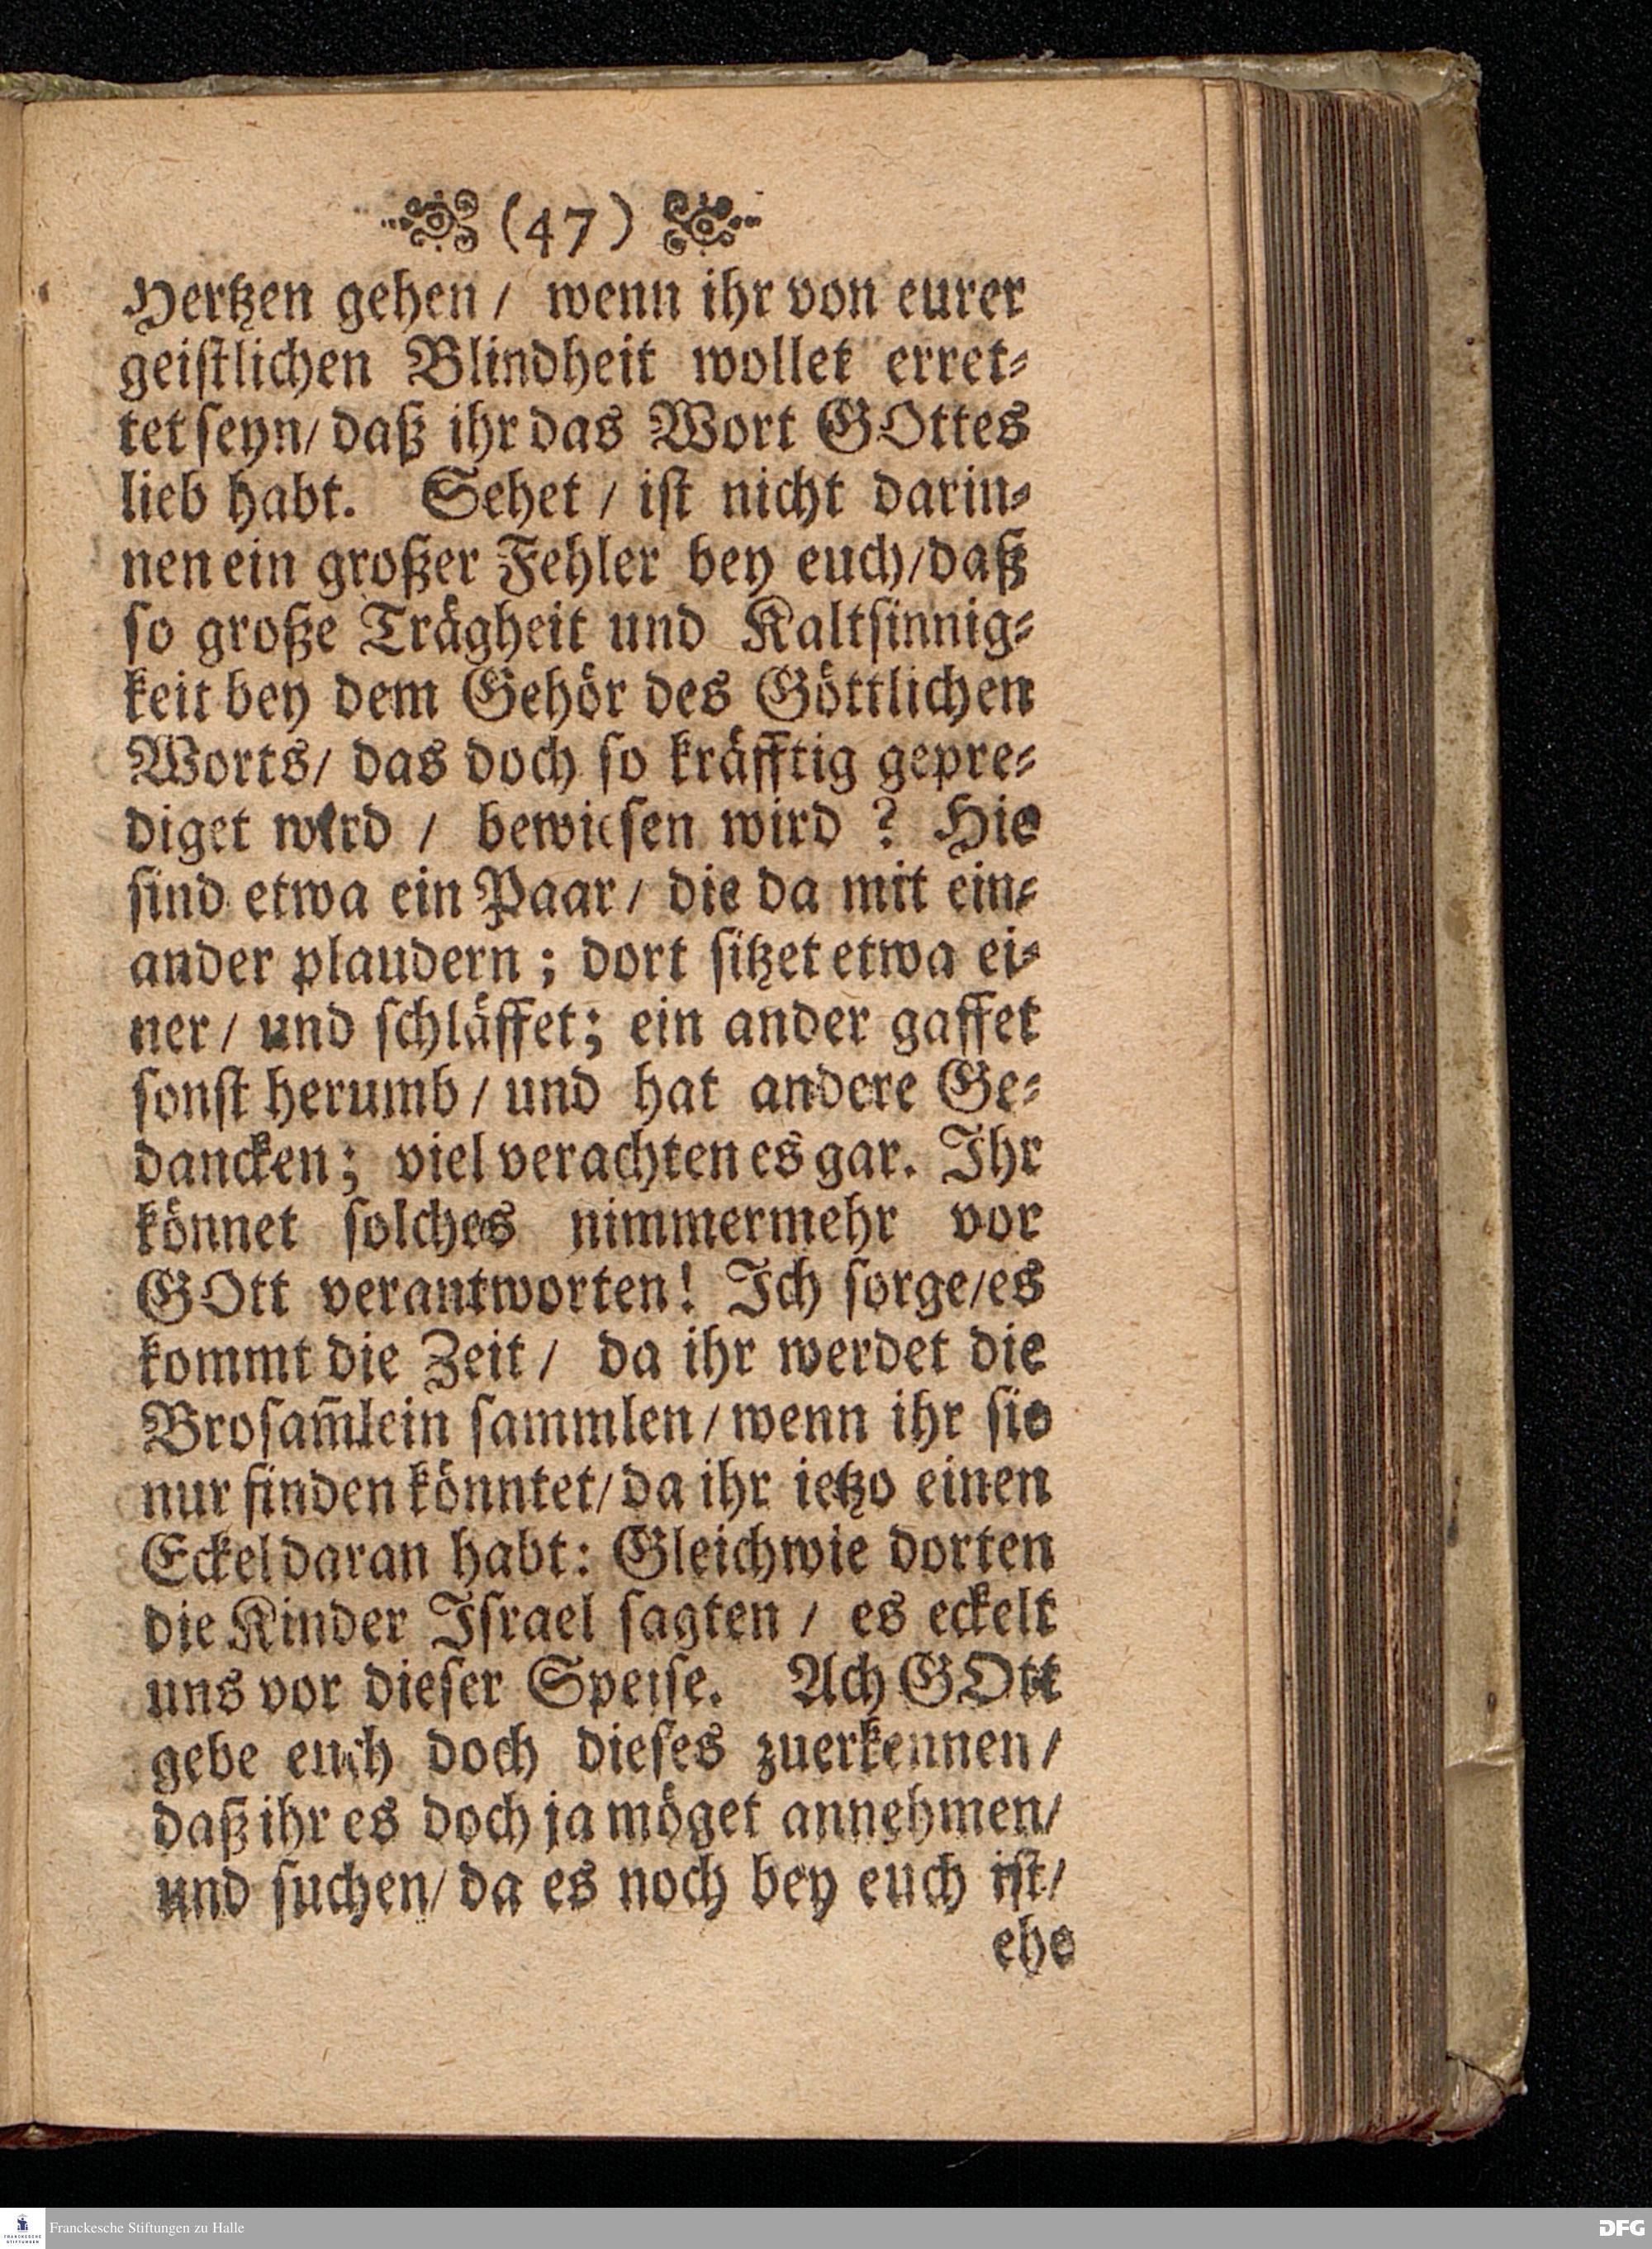 (47)
Hertzen gehen / wenn ihr von eurer
geistlichen Blindheit wollet erret-
tet seyn/ daß ihr das Wort GOttes
lieb habt. Sehet / ist nicht darin-
nen ein großer Fehler bey euch/daß
so große Trägheit und Kaltsinnig-
keit bey dem Gehör des Göttlichen
Worts/ das doch so kräfftig gepre-
diget wird / bewiesen wird ? Hie
sind etwa ein Paar / die da mit ein-
ander plaudern ; dort sitzet etwa ei-
ner / und schläffet; ein ander gaffet
sonst herumb / und hat andere Ge-
dancken; viel verachten es gar. Ihr
könnet solches nimmermehr vor
GOtt verantworten! Ich sorge/es
kommt die Zeit / da ihr werdet die
Brosam̃lein sammlen / wenn ihr sie
nur finden könntet/ da ihr ietzo einen
Eckel daran habt: Gleichwie dorten
die Kinder Israel sagten / es eckelt
uns vor dieser Speise. Ach GOtt
gebe euch doch dieses zuerkennen /
daß ihr es doch ja möget annehmen/
und suchen/ da es noch bey euch ist/
ehe
Franckesche Stiftungen zu Halle
DFG